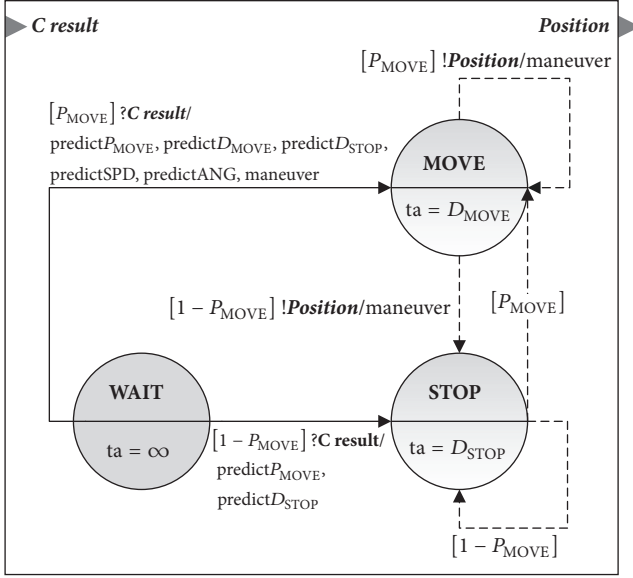 C result
Position
[P_MOVE] !Position/maneuver
[P_MOVE] ?C result/
predictP_MOVE, predictD_MOVE, predictD_STOP,
predictSPD, predictANG, maneuver
MOVE
ta = D_MOVE
[1 − P_MOVE] !Position/maneuver
[P_MOVE]
WAIT
ta = ∞
[1 − P_MOVE] ?C result/
predictP_MOVE,
predictD_STOP
STOP
ta = D_STOP
[1 − P_MOVE]